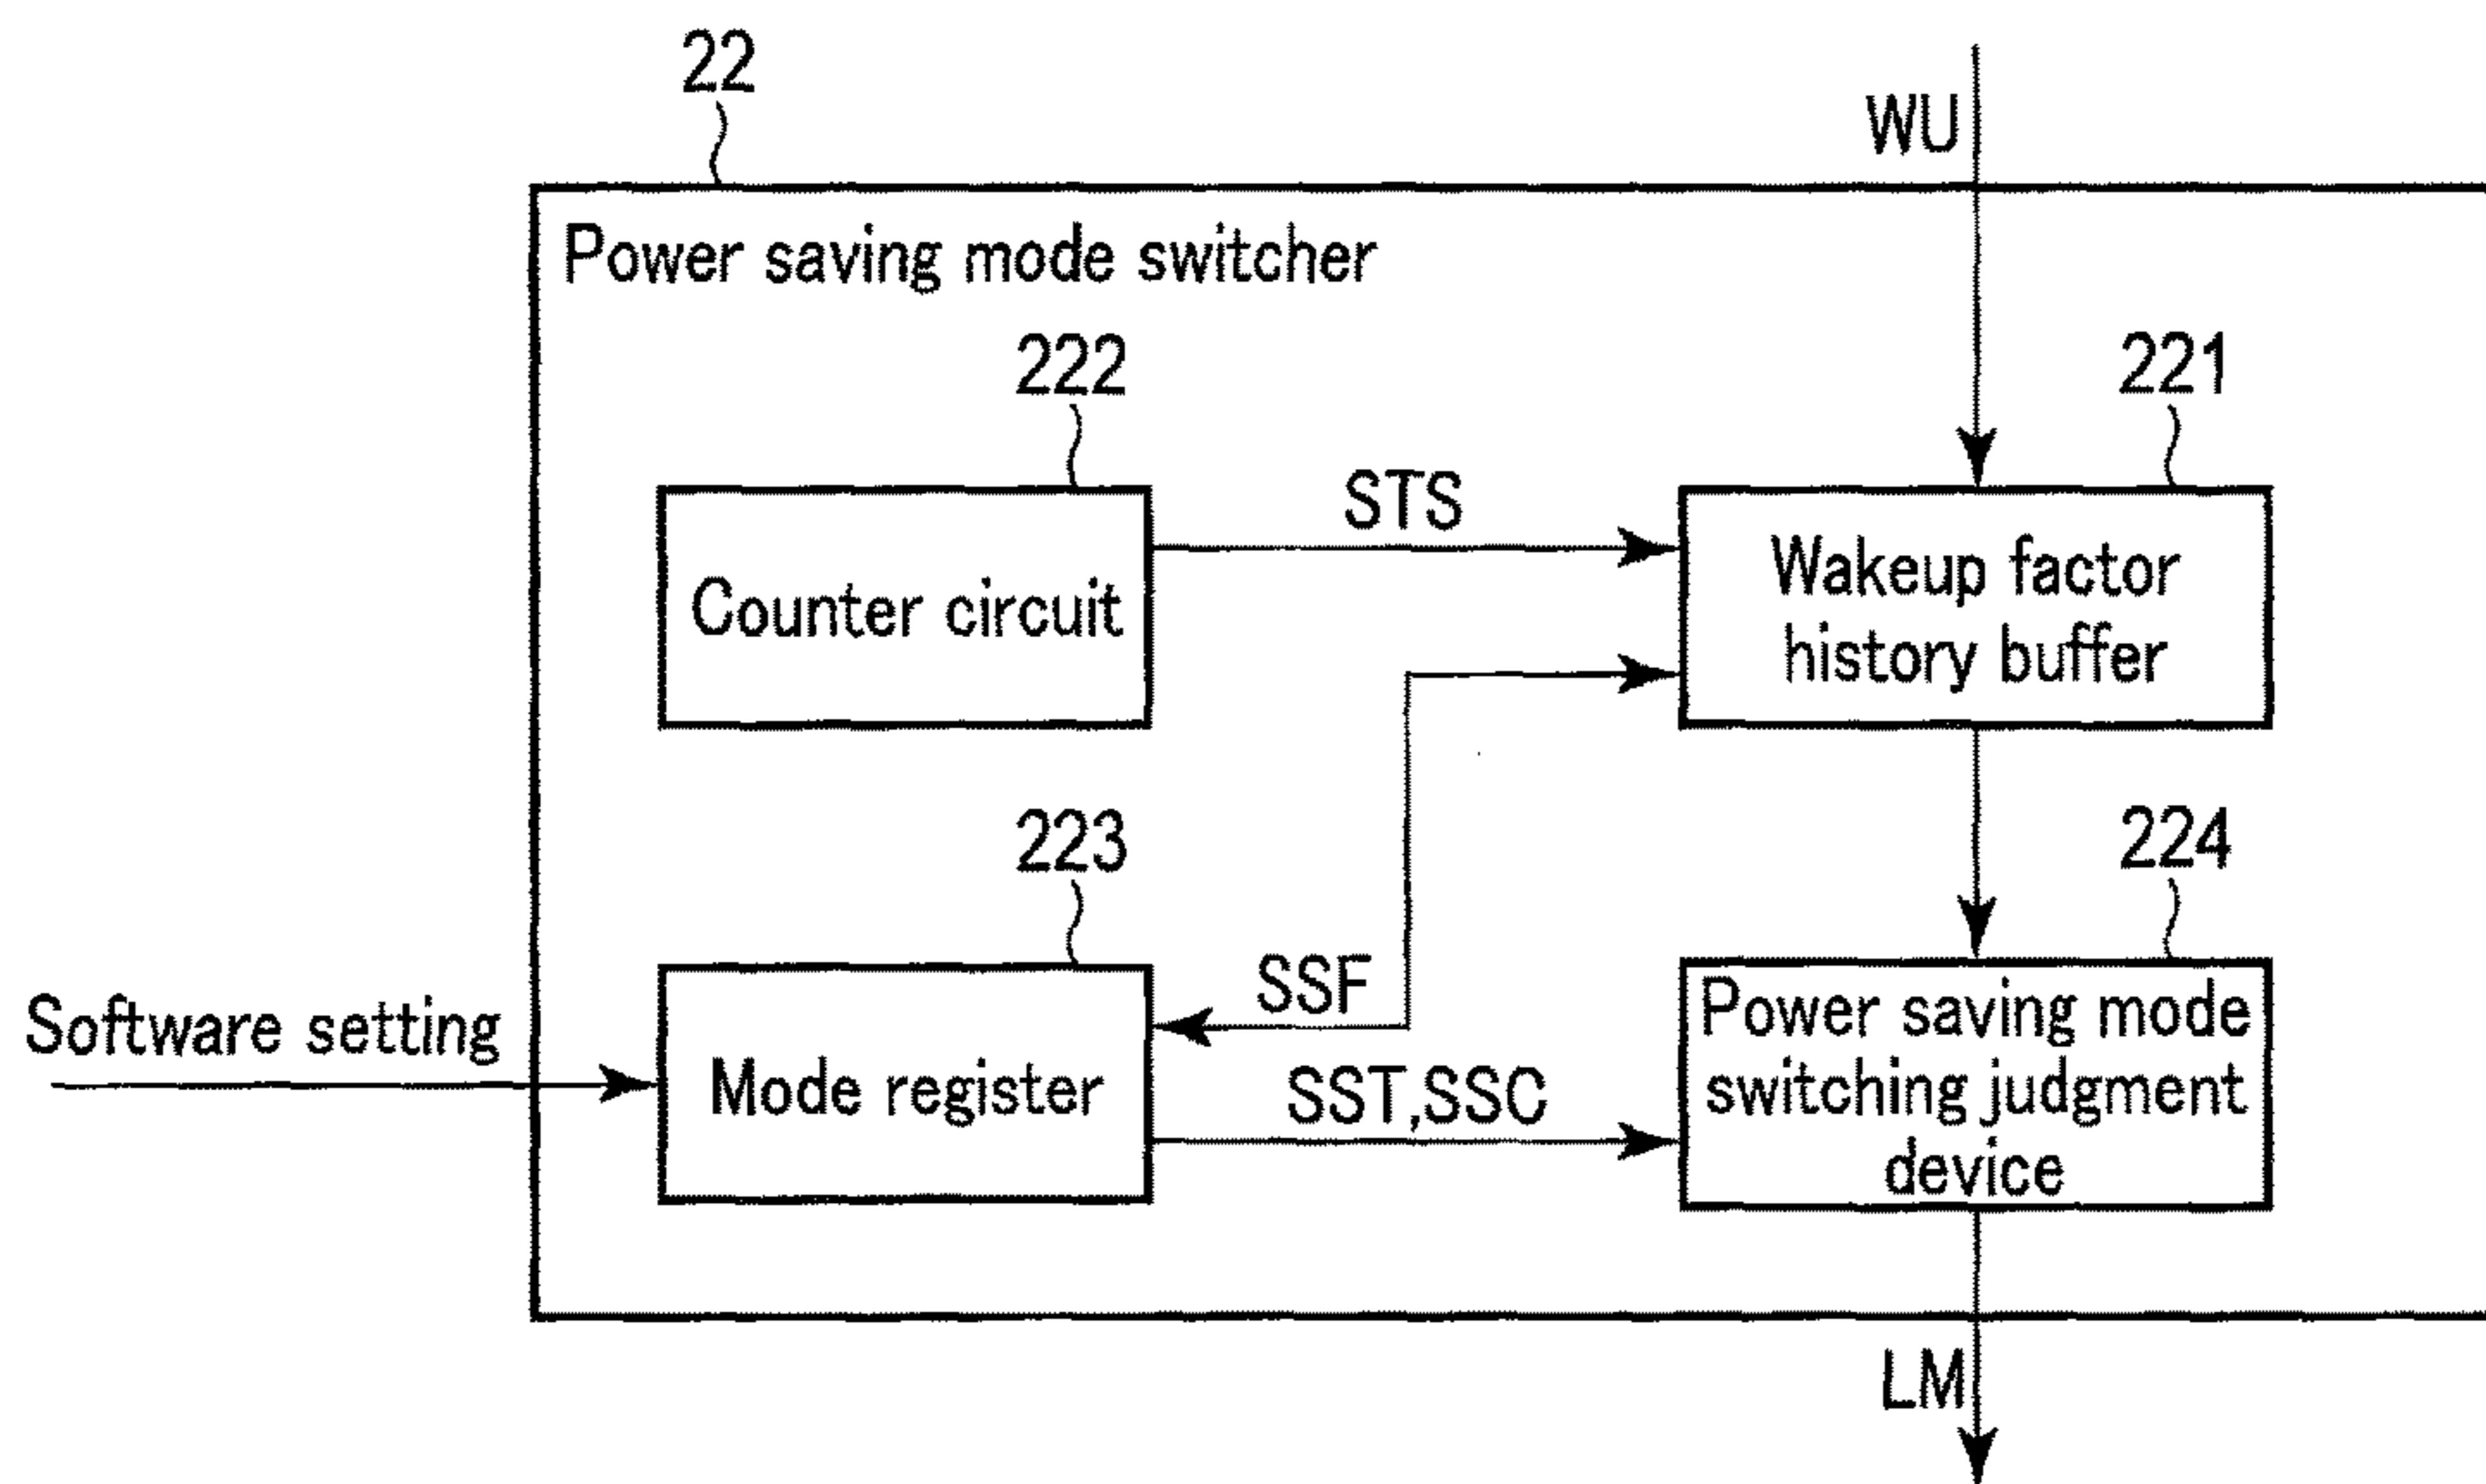 22
WU
Power saving mode switcher
222
221
STS
Counter circuit
Wakeup factor
history buffer
223
224
SSF
Software setting
Mode register
SST,SSC
Power saving mode
switching judgment
device
LM